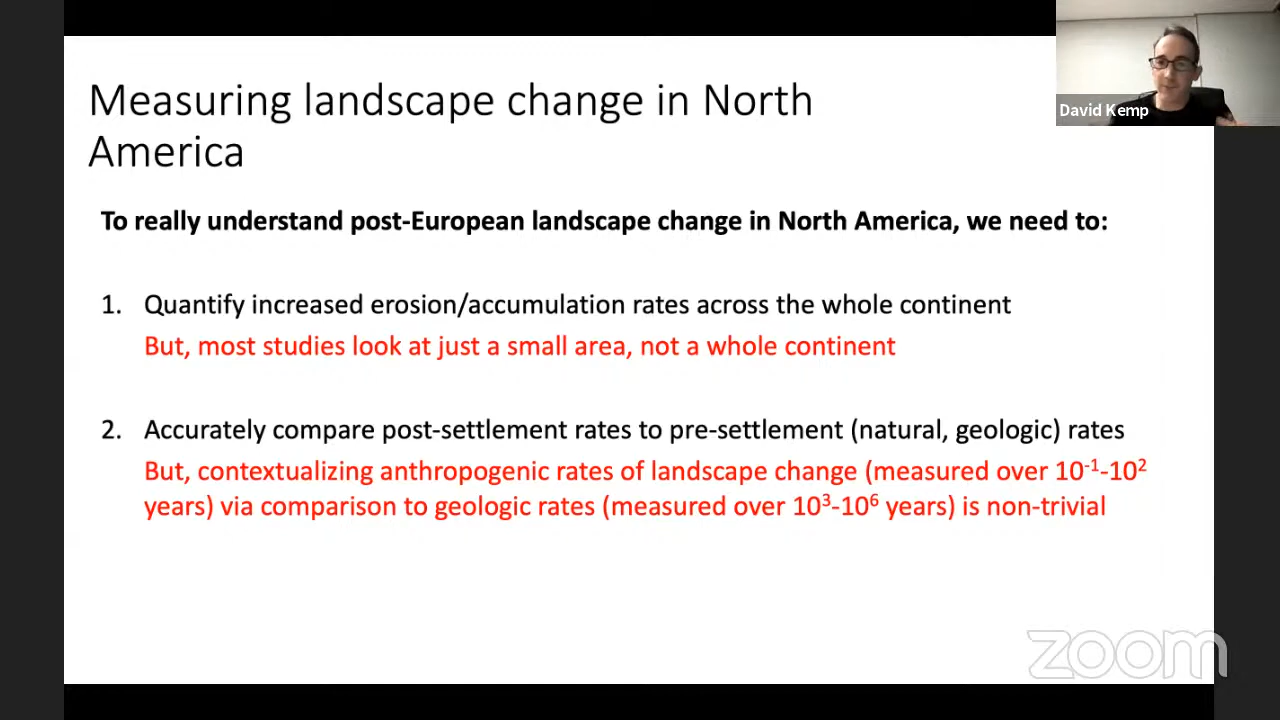 Measuring landscape change in North
America
David Kemp
To really understand post-European landscape change in North America, we need to:
1. Quantify increased erosion/accumulation rates across the whole continent
But, most studies look at just a small area, not a whole continent
2. Accurately compare post-settlement rates to pre-settlement (natural, geologic) rates
But, contextualizing anthropogenic rates of landscape change (measured over 10⁻¹-10²
years) via comparison to geologic rates (measured over 10³-10⁶ years) is non-trivial
zoom